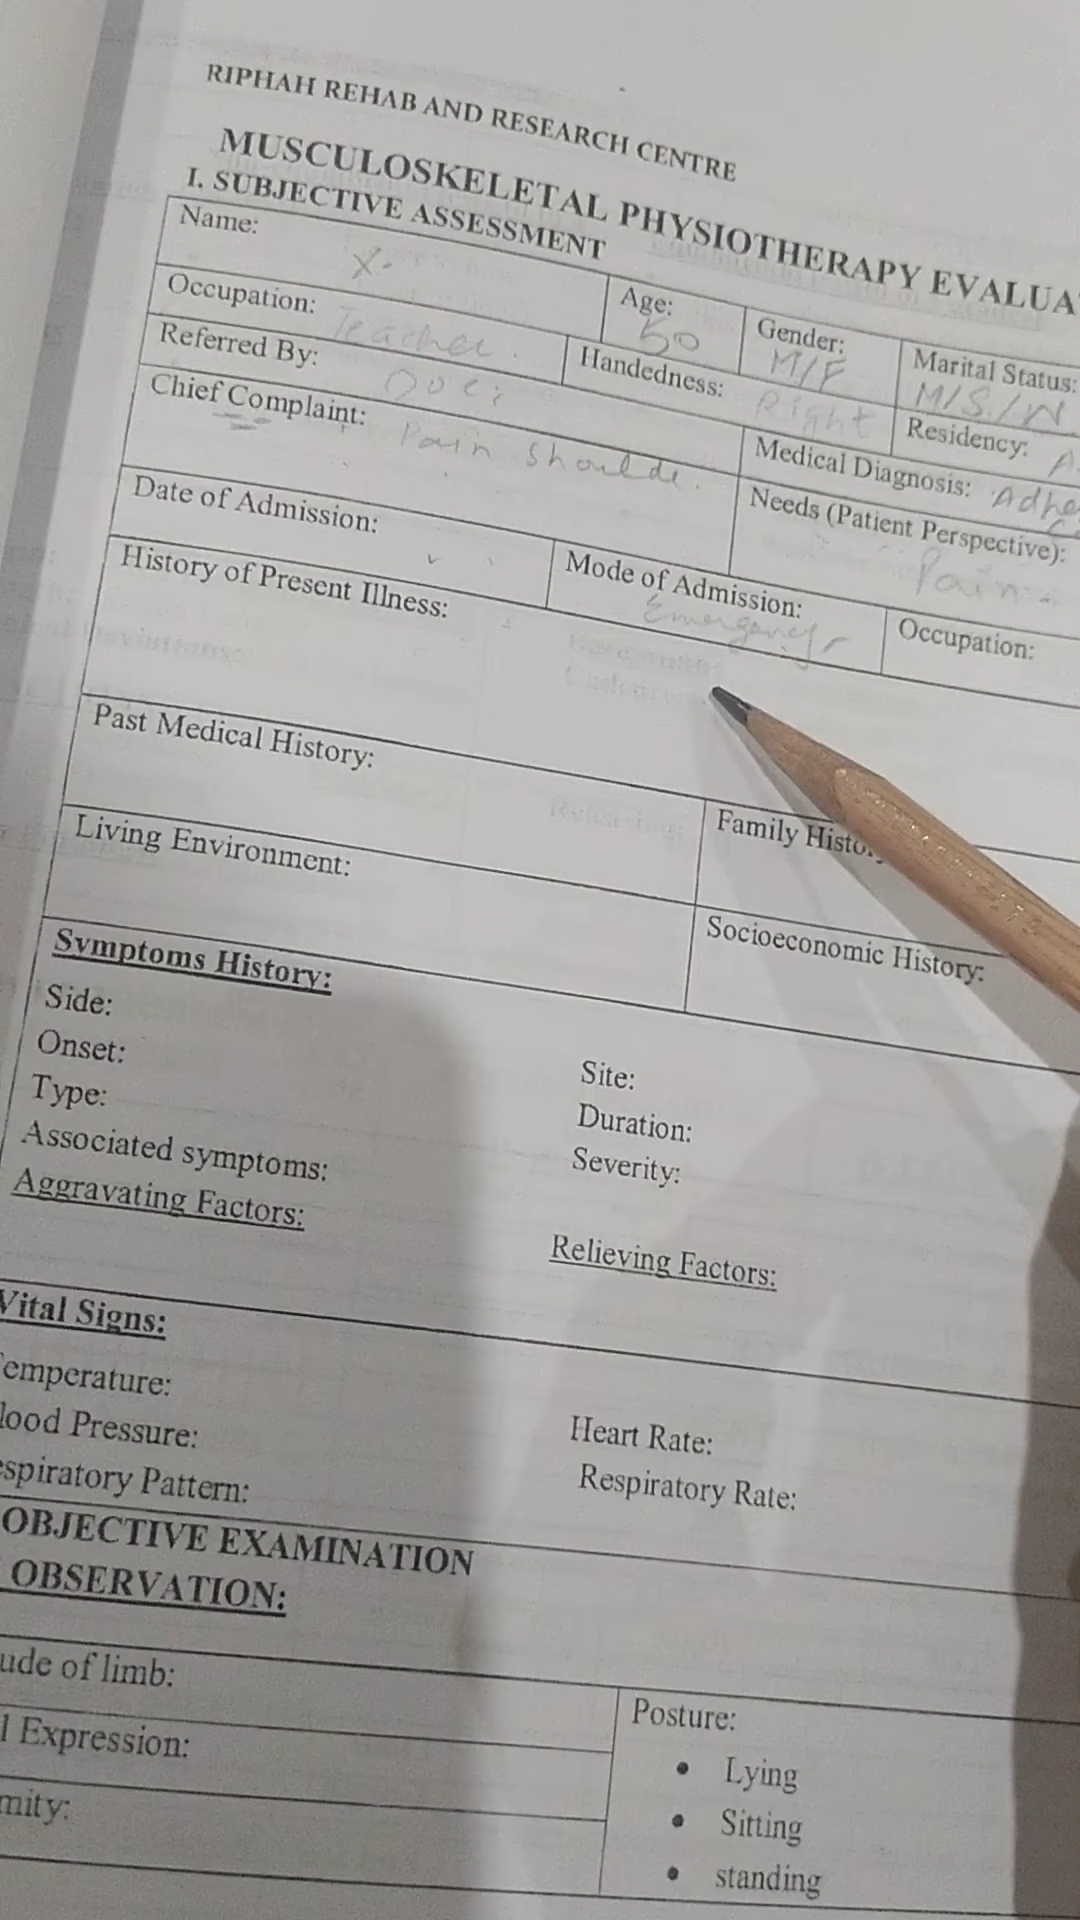 RIPHAH REHAB AND RESEARCH CENTRE
MUSCULOSKELETAL PHYSIOTHERAPY EVALUA
I. SUBJECTIVE ASSESSMENT
Name: X. Age: 50 Gender: M/F Marital Status: M/S/W
Occupation: Teacher. Handedness: Right Residency: A
Referred By: Medical Diagnosis: Adhe
Chief Complaint: Pain shoulde. Needs (Patient Perspective): Pain
Date of Admission: Mode of Admission: Emergency Occupation:
History of Present Illness:
Past Medical History: Family Histo
Living Environment: Socioeconomic History:
Symptoms History:
Side: Site:
Onset: Duration:
Type: Severity:
Associated symptoms:
Aggravating Factors: Relieving Factors:
Vital Signs:
emperature: Heart Rate:
lood Pressure: Respiratory Rate:
espiratory Pattern:
OBJECTIVE EXAMINATION
OBSERVATION:
ude of limb: Posture:
l Expression: • Lying
mity: • Sitting
• standing